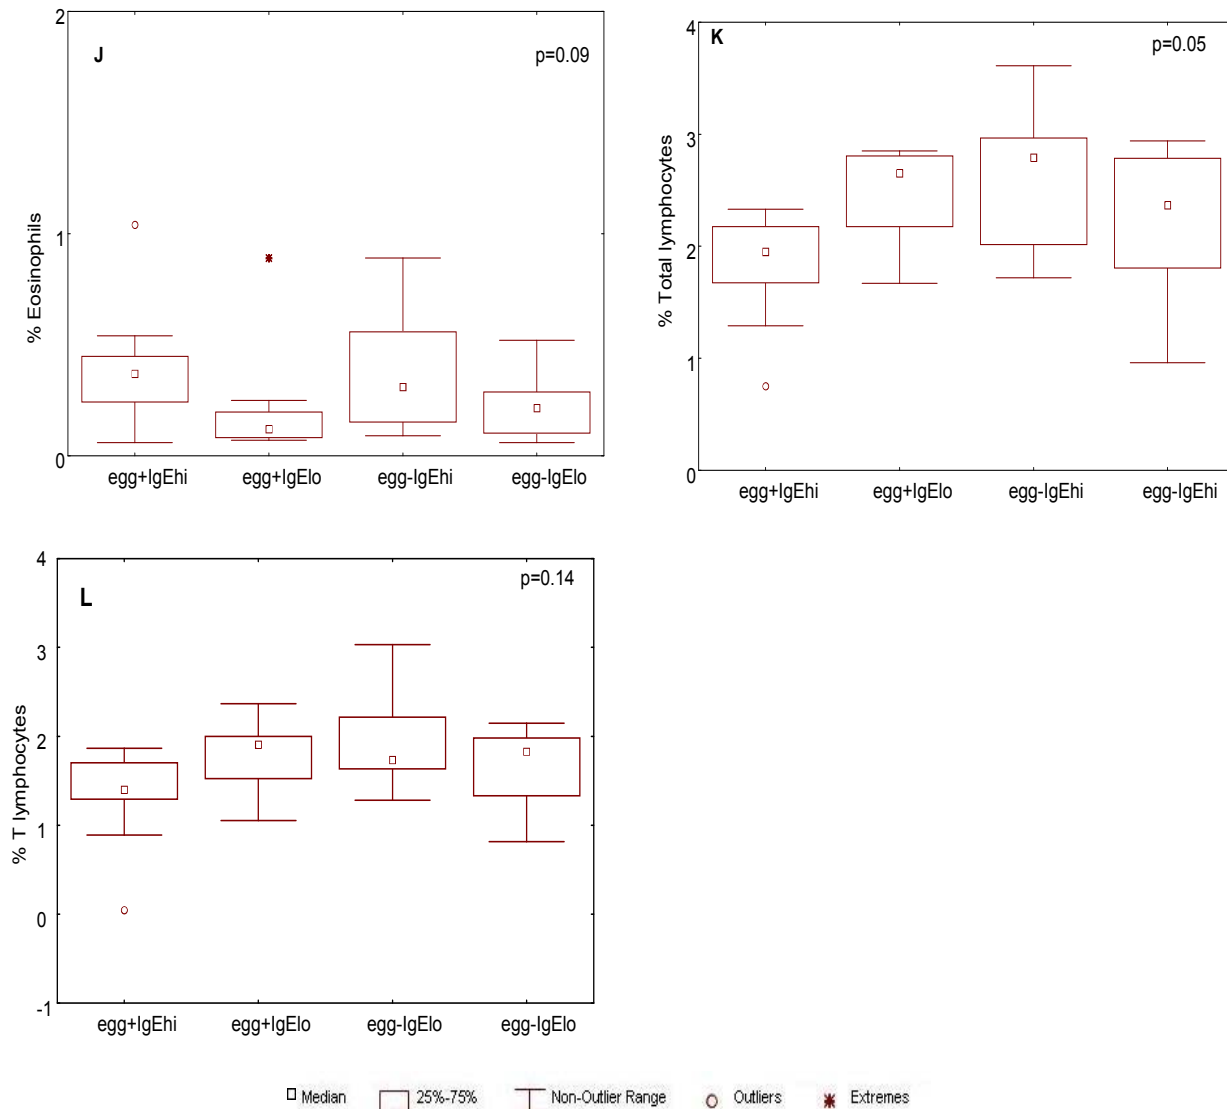 J
p=0.09
2
1
0
% Eosinophils
egg+IgEhi egg+IgElo egg-IgEhi egg-IgElo
K
p=0.05
4
3
2
1
0
% Total lymphocytes
egg+IgEhi egg+IgElo egg-IgEhi egg-IgEhi
L
p=0.14
4
3
2
1
0
-1
% T lymphocytes
egg+IgEhi egg+IgElo egg-IgElo egg-IgElo
Median 25%-75% Non-Outlier Range Outliers Extremes